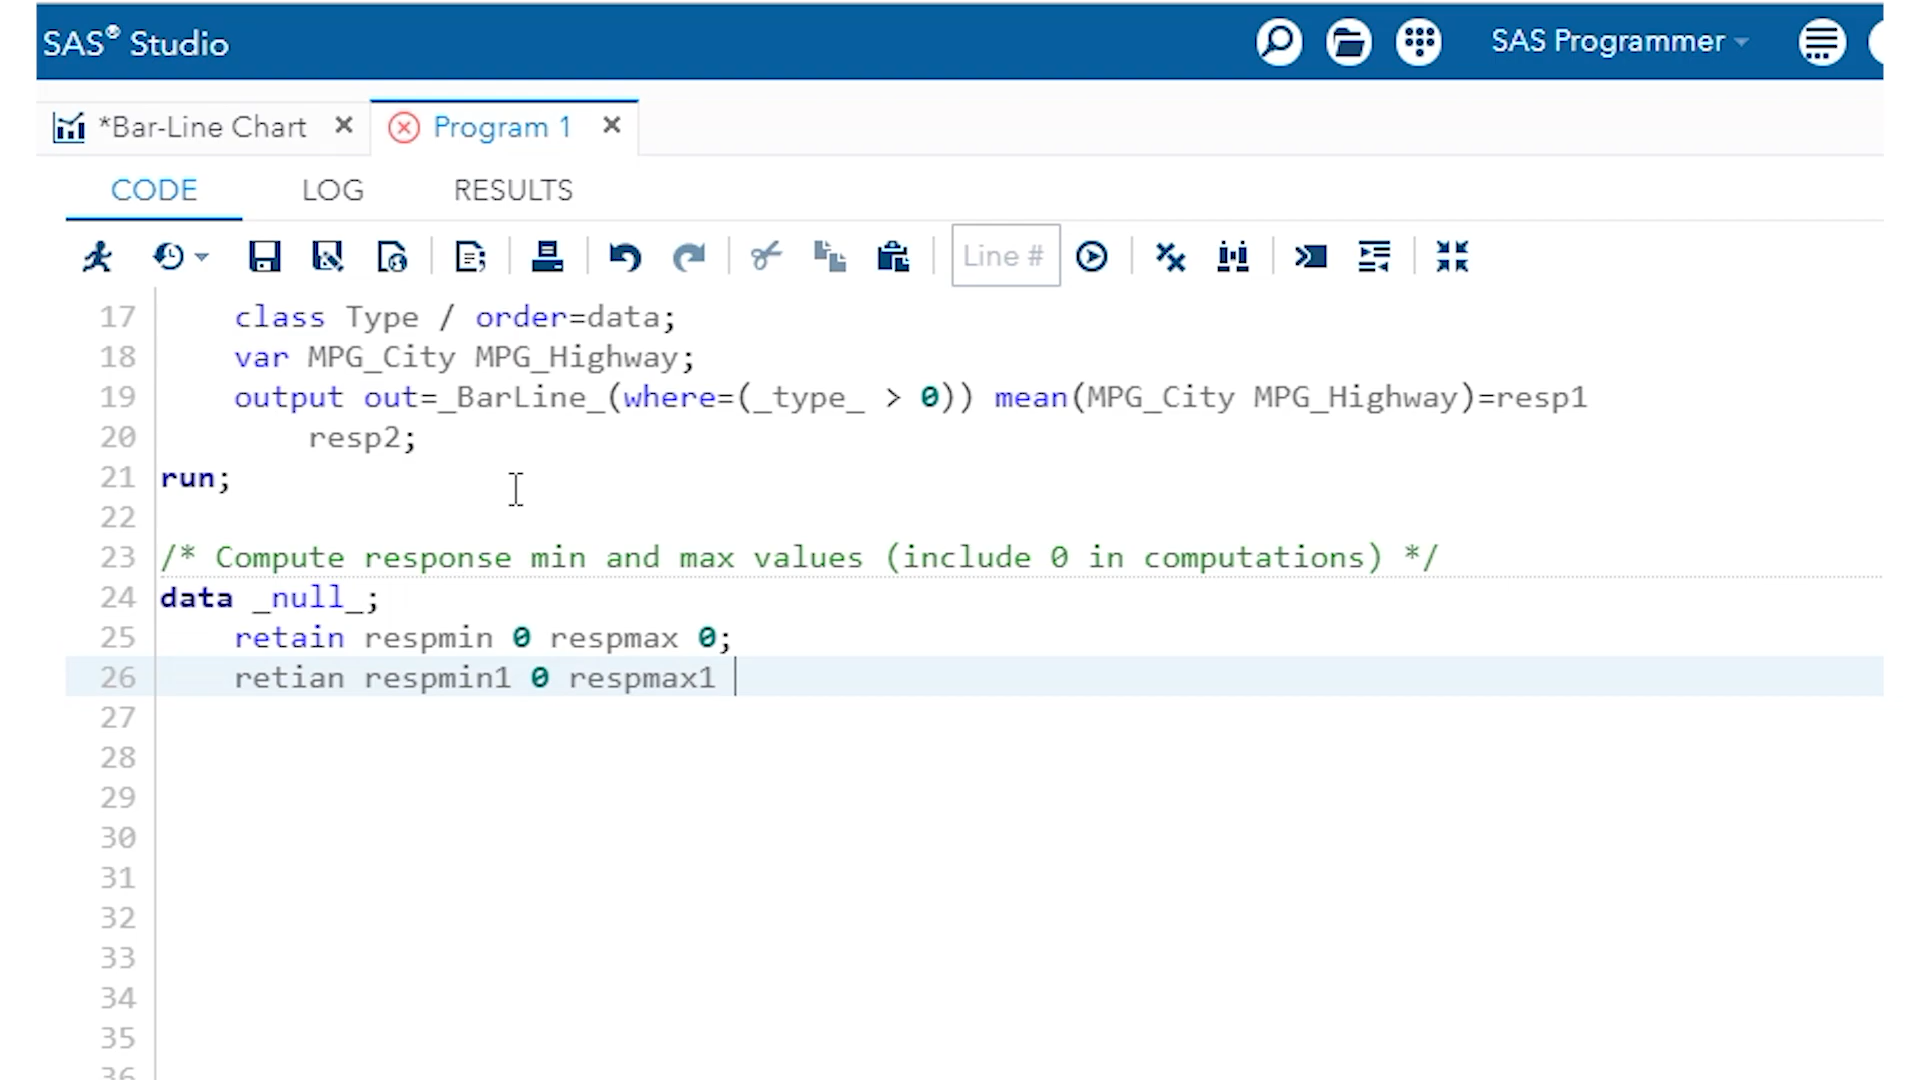 SAS® Studio
SAS Programmer
*Bar-Line Chart
Program 1
CODE LOG RESULTS
Line #
17 class Type / order=data;
18 var MPG_City MPG_Highway;
19 output out=_BarLine_(where=(_type_ > 0)) mean(MPG_City MPG_Highway)=resp1
20 resp2;
21 run;
22
23 /* Compute response min and max values (include 0 in computations) */
24 data _null_;
25 retain respmin 0 respmax 0;
26 retian respmin1 0 respmax1
27
28
29
30
31
32
33
34
35
36